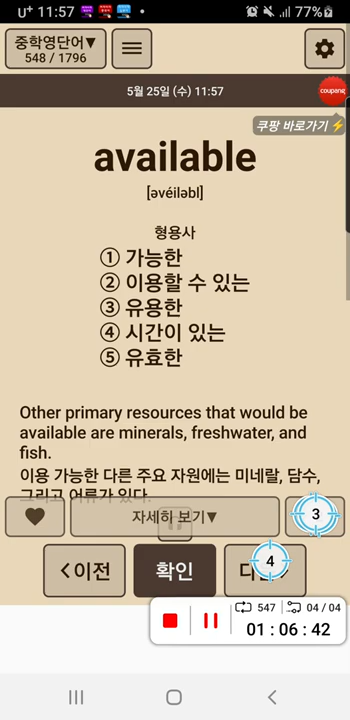 U+ 11:57 77%
중학영단어▼
548 / 1796
5월 25일 (수) 11:57
coupang
쿠팡 바로가기⚡
available
[əvéiləbl]
형용사
① 가능한
② 이용할 수 있는
③ 유용한
④ 시간이 있는
⑤ 유효한
Other primary resources that would be
available are minerals, freshwater, and
fish.
이용 가능한 다른 주요 자원에는 미네랄, 담수,
그리고 어류가 있다.
자세히 보기▼
3
<이전
확인
4
547 04 / 04
01 : 06 : 42